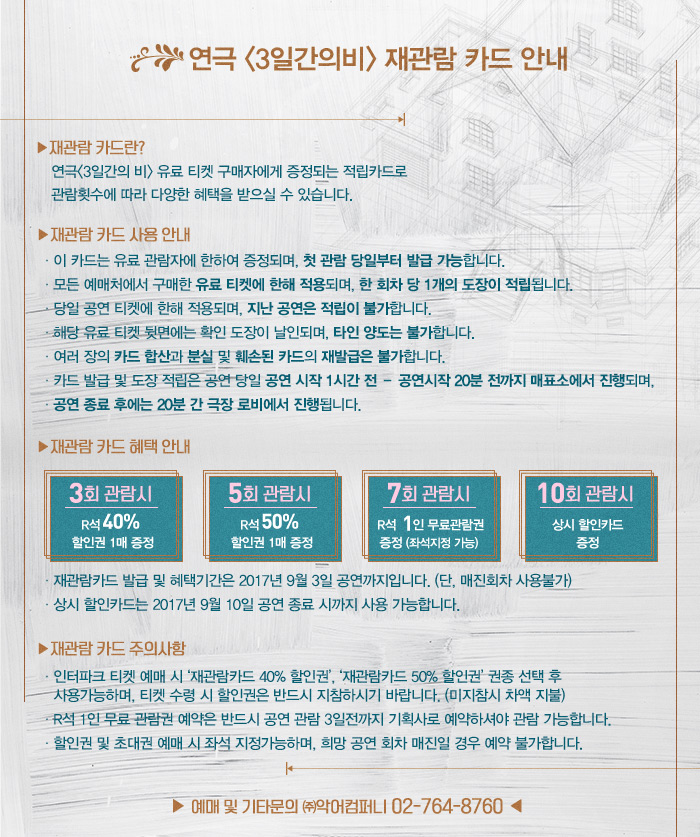 연극 <3일간의비> 재관람 카드 안내
▶재관람 카드란?
연극<3일간의 비> 유료 티켓 구매자에게 증정되는 적립카드로
관람횟수에 따라 다양한 혜택을 받으실 수 있습니다.
▶재관람 카드 사용 안내
· 이 카드는 유료 관람자에 한하여 증정되며, 첫 관람 당일부터 발급 가능합니다.
· 모든 예매처에서 구매한 유료 티켓에 한해 적용되며, 한 회차 당 1개의 도장이 적립됩니다.
· 당일 공연 티켓에 한해 적용되며, 지난 공연은 적립이 불가합니다.
· 해당 유료 티켓 뒷면에는 확인 도장이 날인되며, 타인 양도는 불가합니다.
· 여러 장의 카드 합산과 분실 및 훼손된 카드의 재발급은 불가합니다.
· 카드 발급 및 도장 적립은 공연 당일 공연 시작 1시간 전 - 공연시작 20분 전까지 매표소에서 진행되며,
· 공연 종료 후에는 20분 간 극장 로비에서 진행됩니다.
▶재관람 카드 혜택 안내
3회 관람시
R석 40%
할인권 1매 증정
5회 관람시
R석 50%
할인권 1매 증정
7회 관람시
R석 1인 무료관람권
증정 (좌석지정 가능)
10회 관람시
상시 할인카드
증정
· 재관람카드 발급 및 혜택기간은 2017년 9월 3일 공연까지입니다. (단, 매진회차 사용불가)
· 상시 할인카드는 2017년 9월 10일 공연 종료 시까지 사용 가능합니다.
▶재관람 카드 주의사항
· 인터파크 티켓 예매 시 '재관람카드 40% 할인권', '재관람카드 50% 할인권' 권종 선택 후
사용가능하며, 티켓 수령 시 할인권은 반드시 지참하시기 바랍니다. (미지참시 차액 지불)
· R석 1인 무료 관람권 예약은 반드시 공연 관람 3일전까지 기획사로 예약하셔야 관람 가능합니다.
· 할인권 및 초대권 예매 시 좌석 지정가능하며, 희망 공연 회차 매진일 경우 예약 불가합니다.
▶ 예매 및 기타문의 ㈜악어컴퍼니 02-764-8760 ◀